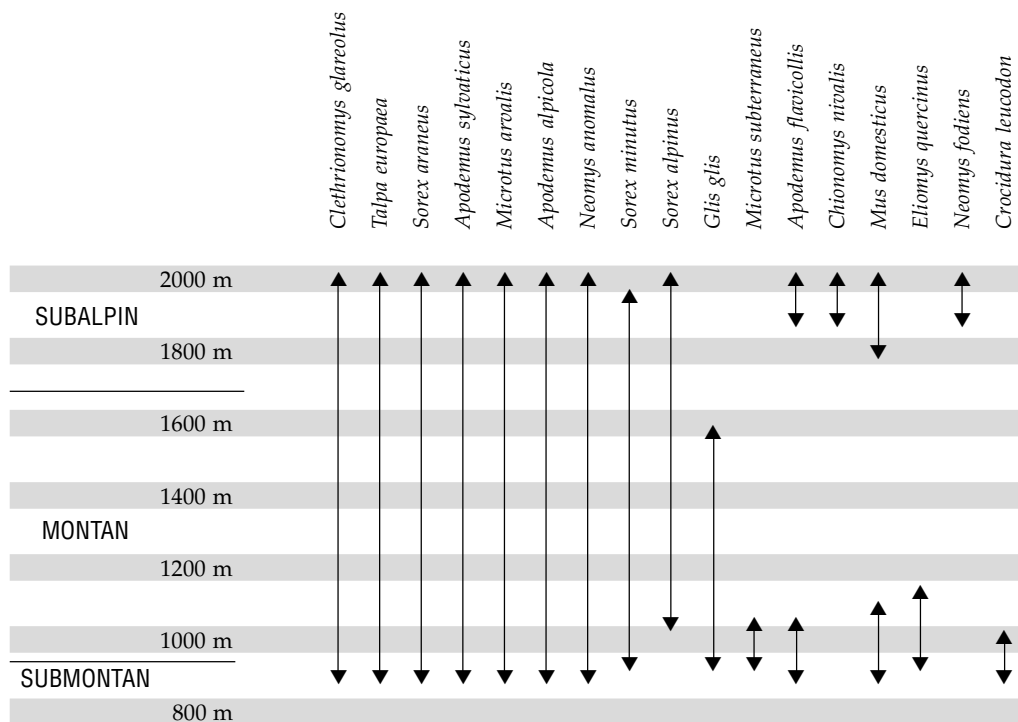 Clethrionomys glareolus
Talpa europaea
Sorex araneus
Apodemus sylvaticus
Microtus arvalis
Apodemus alpicola
Neomys anomalus
Sorex minutus
Sorex alpinus
Glis glis
Microtus subterraneus
Apodemus flavicollis
Chionomys nivalis
Mus domesticus
Eliomys quercinus
Neomys fodiens
Crocidura leucodon
2000 m
SUBALPIN
1800 m
1600 m
1400 m
MONTAN
1200 m
1000 m
SUBMONTAN
800 m